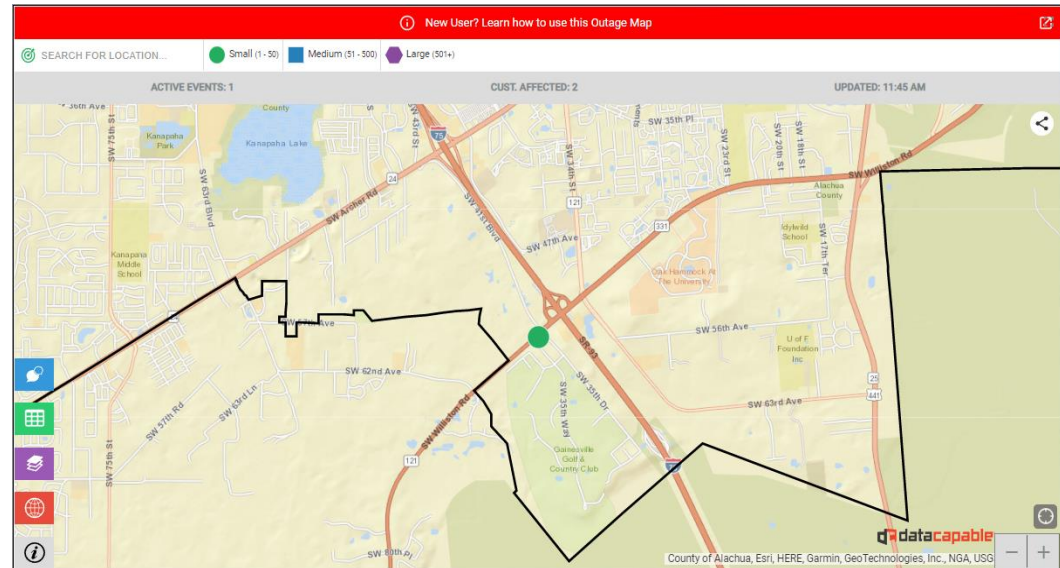 New User? Learn how to use this Outage Map
SEARCH FOR LOCATION...
Small (1 - 50)
Medium (51 - 500)
Large (501+)
ACTIVE EVENTS: 1
CUST. AFFECTED: 2
UPDATED: 11:45 AM
36th Ave
County
Kanapaha
Park
Kanapaha Lake
SW 75th St
SW 63rd Blvd
SW 43rd St
75
24
SW Archer Rd
SW 41st Blvd
SW 34th St
121
SW 35th Pl
SW 23rd St
SW 20th St
SW 18th St
SW Williston Rd
Alachua
County
331
SW 47th Ave
Idylwild
School
SW 17th Ter
Kanapaha
Middle
School
Oak Hammock At
The University
SW 57th Ave
SR-93
SW 56th Ave
U of F
Foundation
Inc
SW 62nd Ave
SW 35th Dr
SW 35th Way
25
441
SW 63rd Ave
SW 63rd Ln
SW 57th Rd
SW 75th St
SW Williston Rd
121
Gainesville
Golf &
Country Club
SW 80th Pl
datacapable
County of Alachua, Esri, HERE, Garmin, GeoTechnologies, Inc., NGA, USG